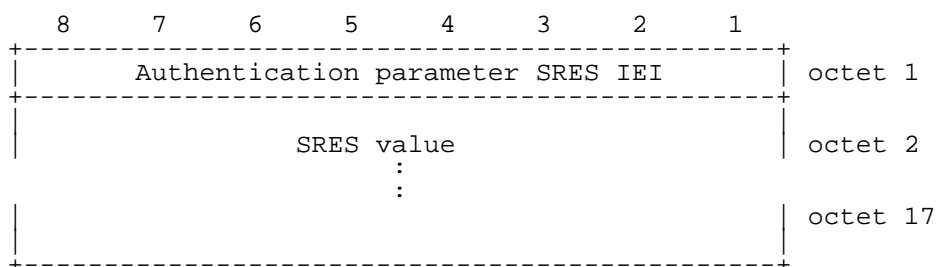 8 7 6 5 4 3 2 1
Authentication parameter SRES IEI octet 1
SRES value octet 2
:
:
octet 17